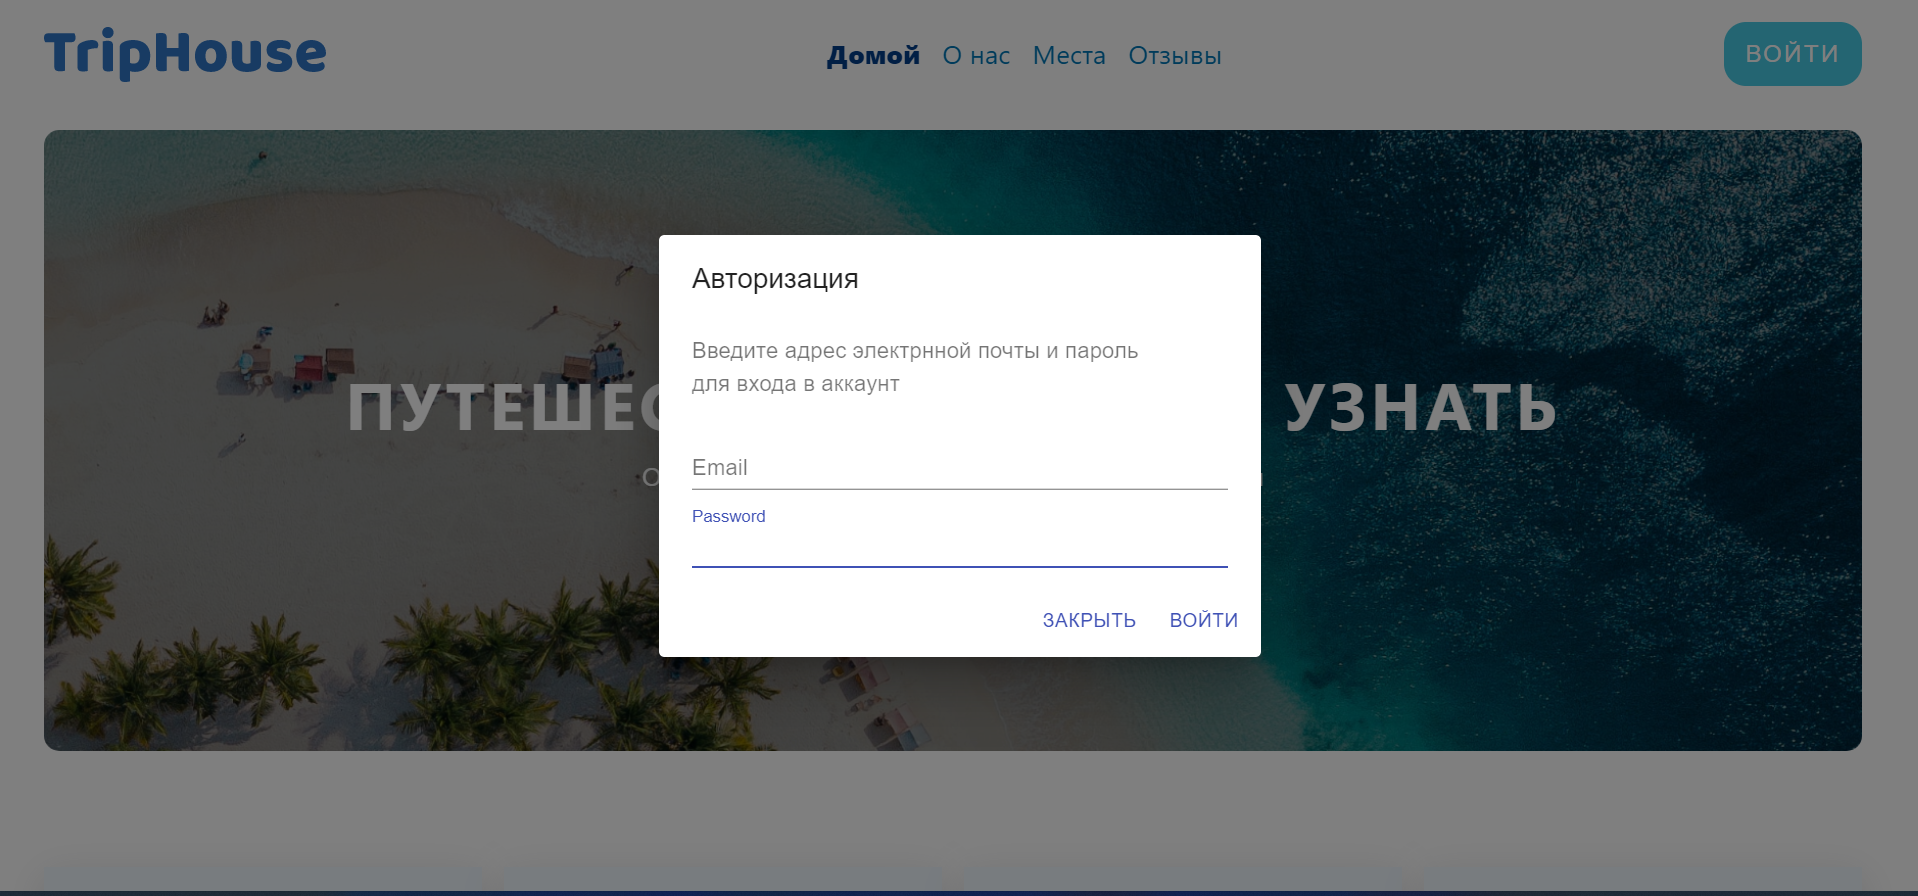 TripHouse
Домой О нас Места Отзывы
ВОЙТИ
Авторизация
Введите адрес электрнной почты и пароль
для входа в аккаунт
УЗНАТЬ
Email
Password
ЗАКРЫТЬ ВОЙТИ